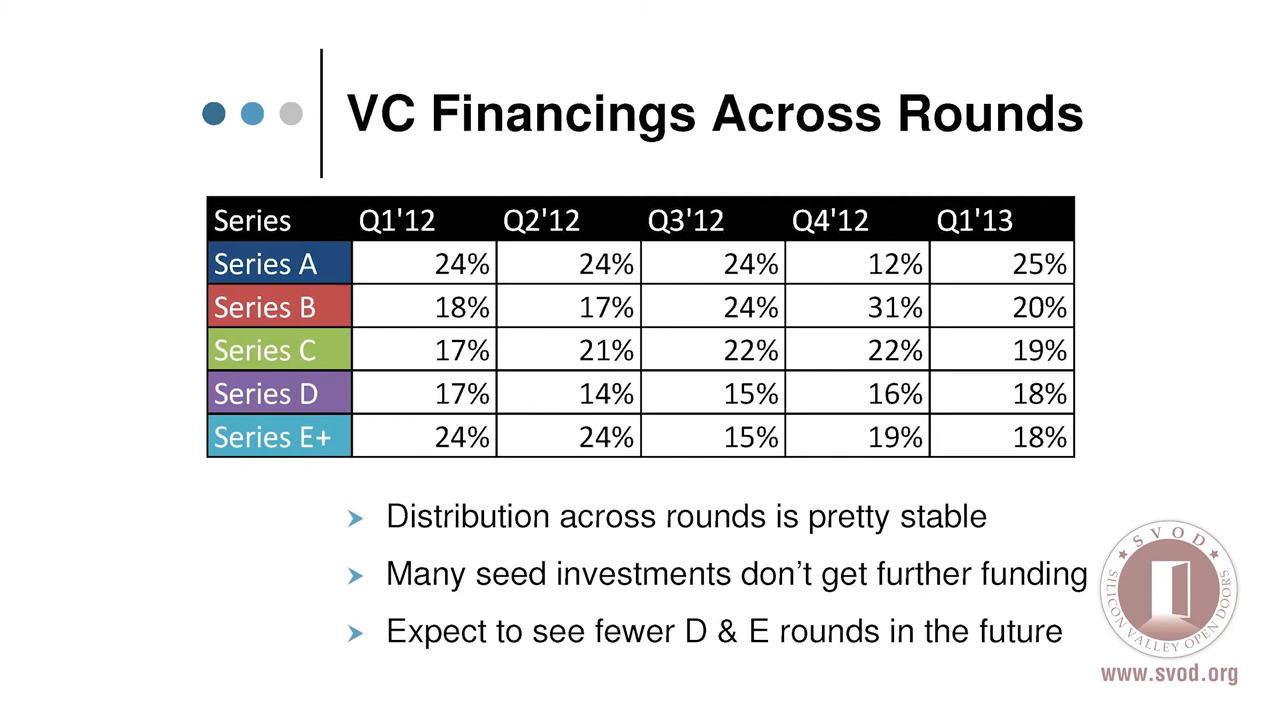 VC Financings Across Rounds
Series Q1'12 Q2'12 Q3'12 Q4'12 Q1'13
Series A 24% 24% 24% 12% 25%
Series B 18% 17% 24% 31% 20%
Series C 17% 21% 22% 22% 19%
Series D 17% 14% 15% 16% 18%
Series E+ 24% 24% 15% 19% 18%
Distribution across rounds is pretty stable
Many seed investments don’t get further funding
Expect to see fewer D & E rounds in the future
SVOD
SILICON VALLEY OPEN DOORS
www.svod.org